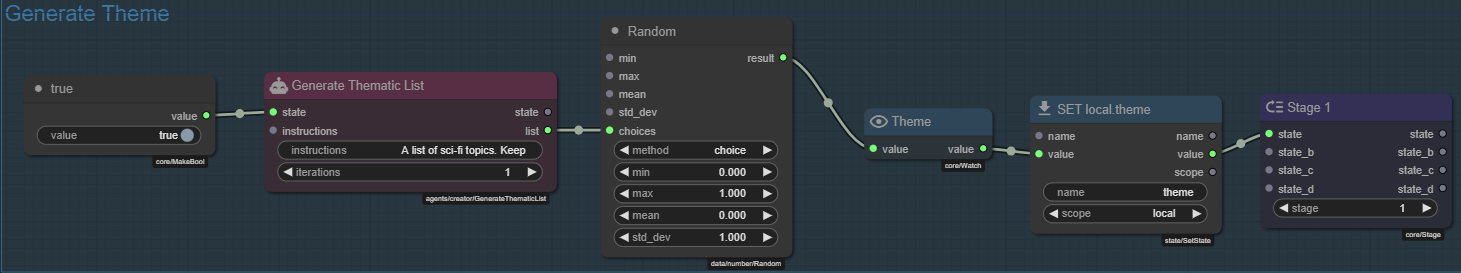 Generate Theme
true
value
value true
core/MakeBool
Generate Thematic List
state state
instructions list
instructions A list of sci-fi topics. Keep
iterations 1
agents/creator/GenerateThematicList
Random
min result
max
mean
std_dev
choices
method choice
min 0.000
max 1.000
mean 0.000
std_dev 1.000
data/number/Random
Theme
value value
core/Watch
SET local.theme
name name
value value
scope
name theme
scope local
state/SetState
Stage 1
state state
state_b state_b
state_c state_c
state_d state_d
stage 1
core/Stage